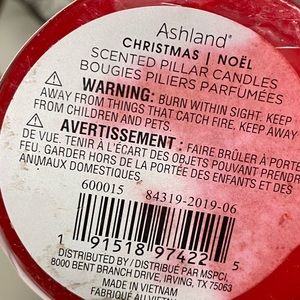 Ashland®
CHRISTMAS | NOËL
SCENTED PILLAR CANDLES
BOUGIES PILIERS PARFUMÉES
WARNING: BURN WITHIN SIGHT. KEEP
AWAY FROM THINGS THAT CATCH FIRE. KEEP AWAY
FROM CHILDREN AND PETS.
AVERTISSEMENT : FAIRE BRÛLER À PORTÉE
DE VUE. TENIR À L'ÉCART DES OBJETS POUVANT PRENDRE
FEU. GARDER HORS DE LA PORTÉE DES ENFANTS ET DES
ANIMAUX DOMESTIQUES.
600015 84319-2019-06
1 91518 97422 5
DISTRIBUTED BY / DISTRIBUÉ PAR MSPCI,
8000 BENT BRANCH DRIVE, IRVING, TX 75063
MADE IN VIETNAM
FABRIQUÉ AU VIETNAM